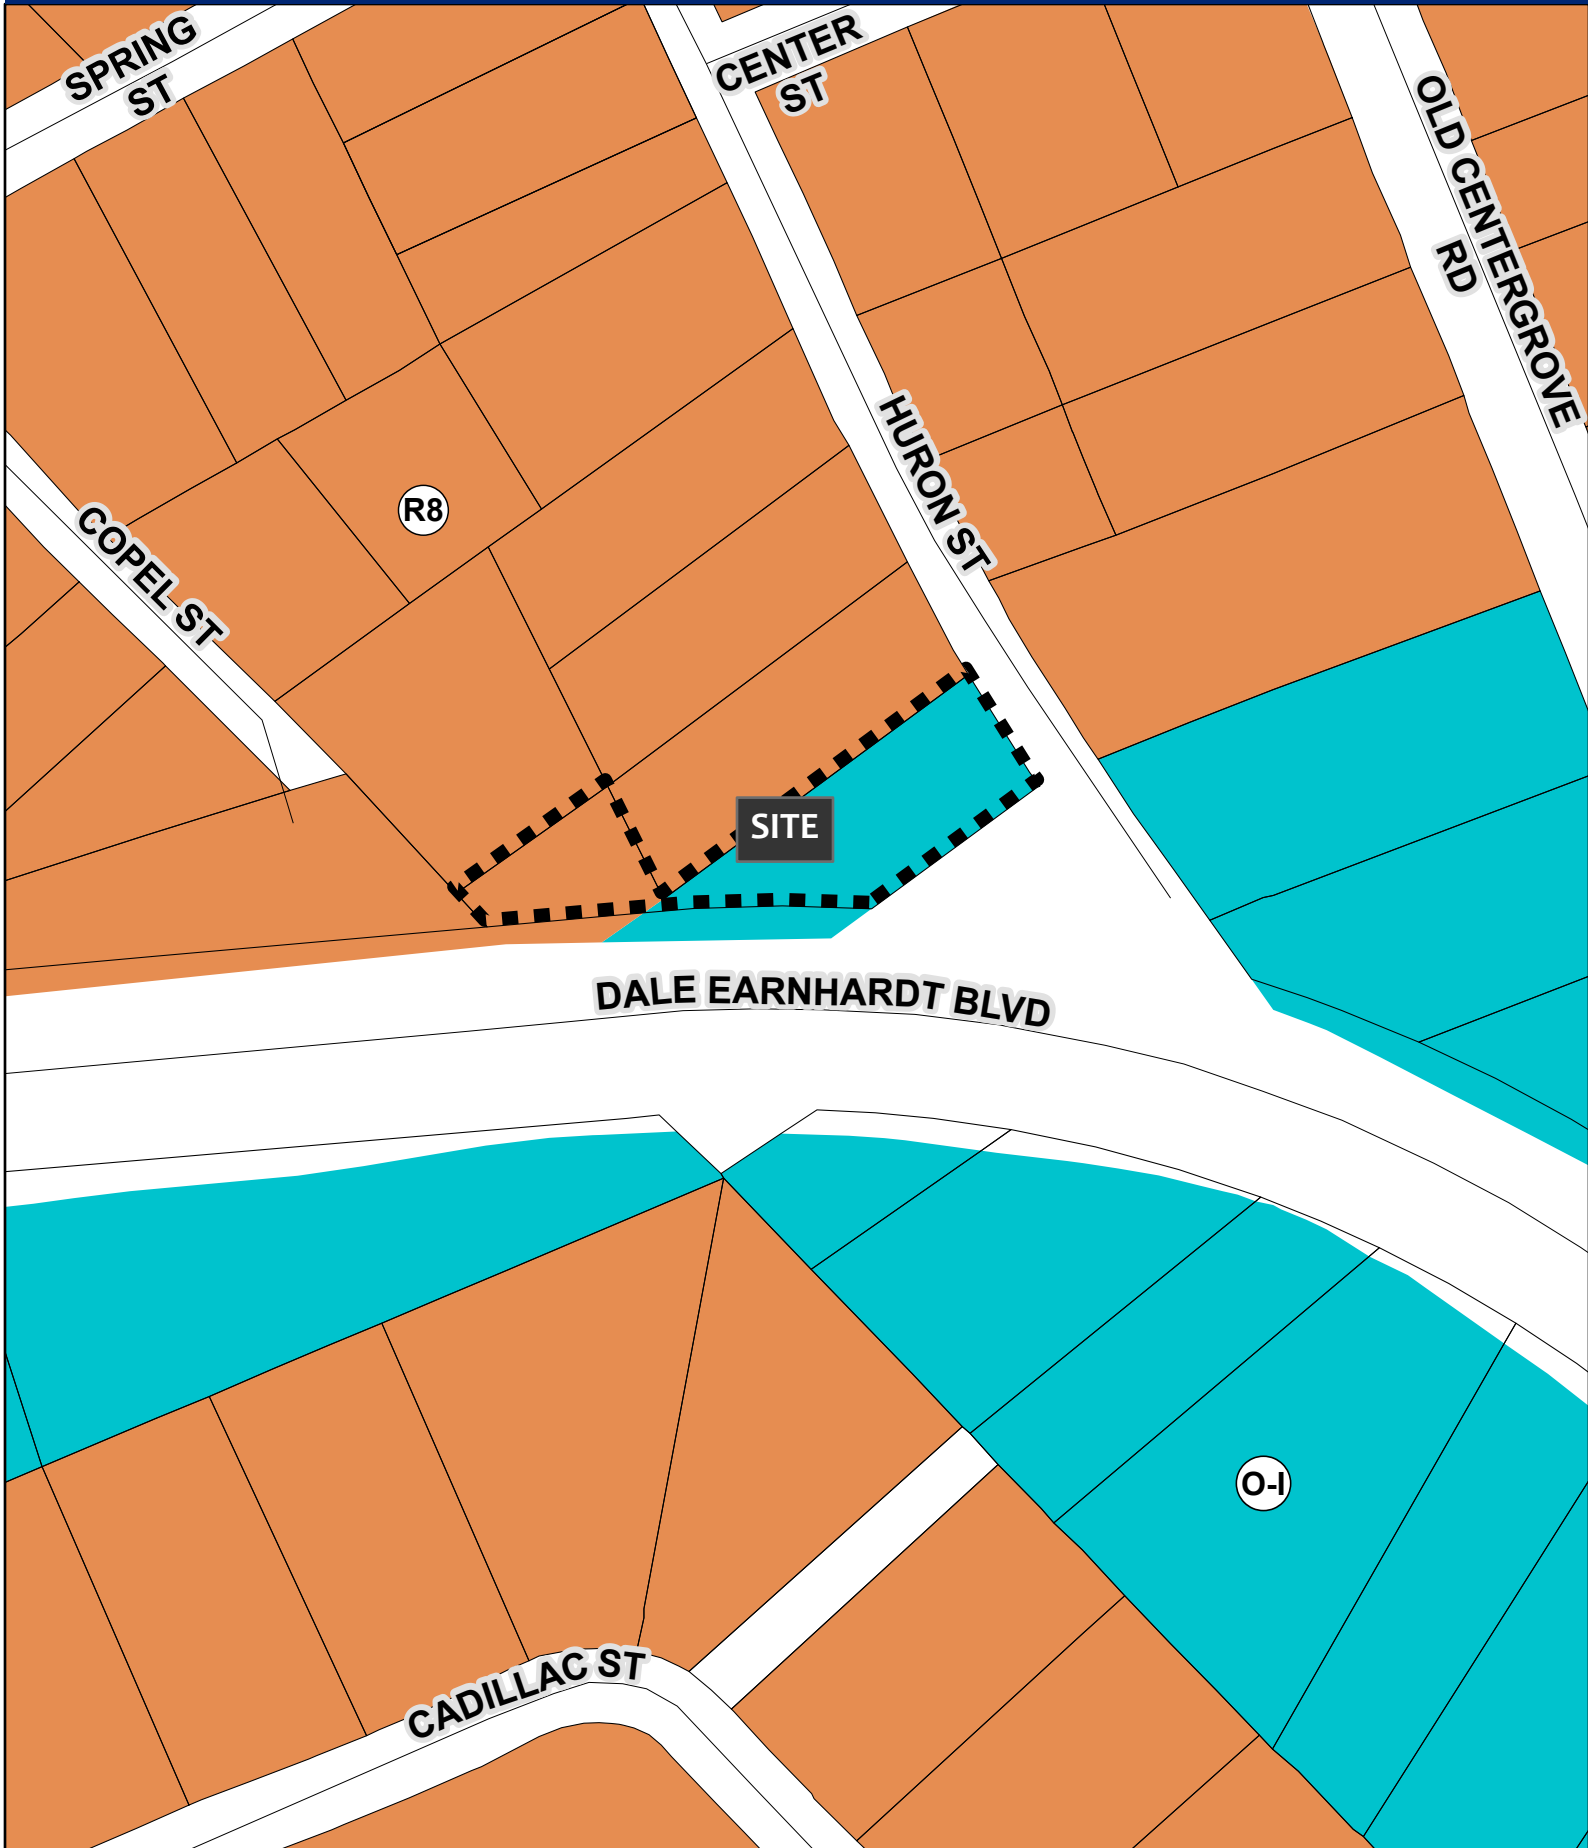 SPRING
ST
CENTER
ST
OLD CENTERGROVE
RD
HURON ST
R8
COPEL ST
SITE
DALE EARNHARDT BLVD
O-I
CADILLAC ST